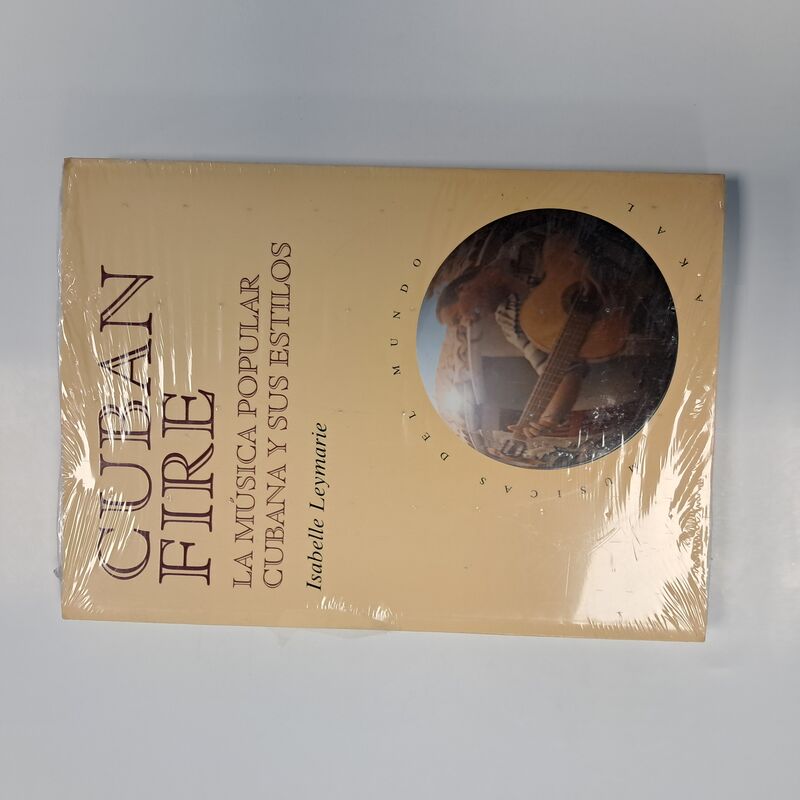 CUBAN
FIRE
LA MÚSICA POPULAR
CUBANA Y SUS ESTILOS
Isabelle Leymarie
MÚSICAS DEL MUNDO
AKAL